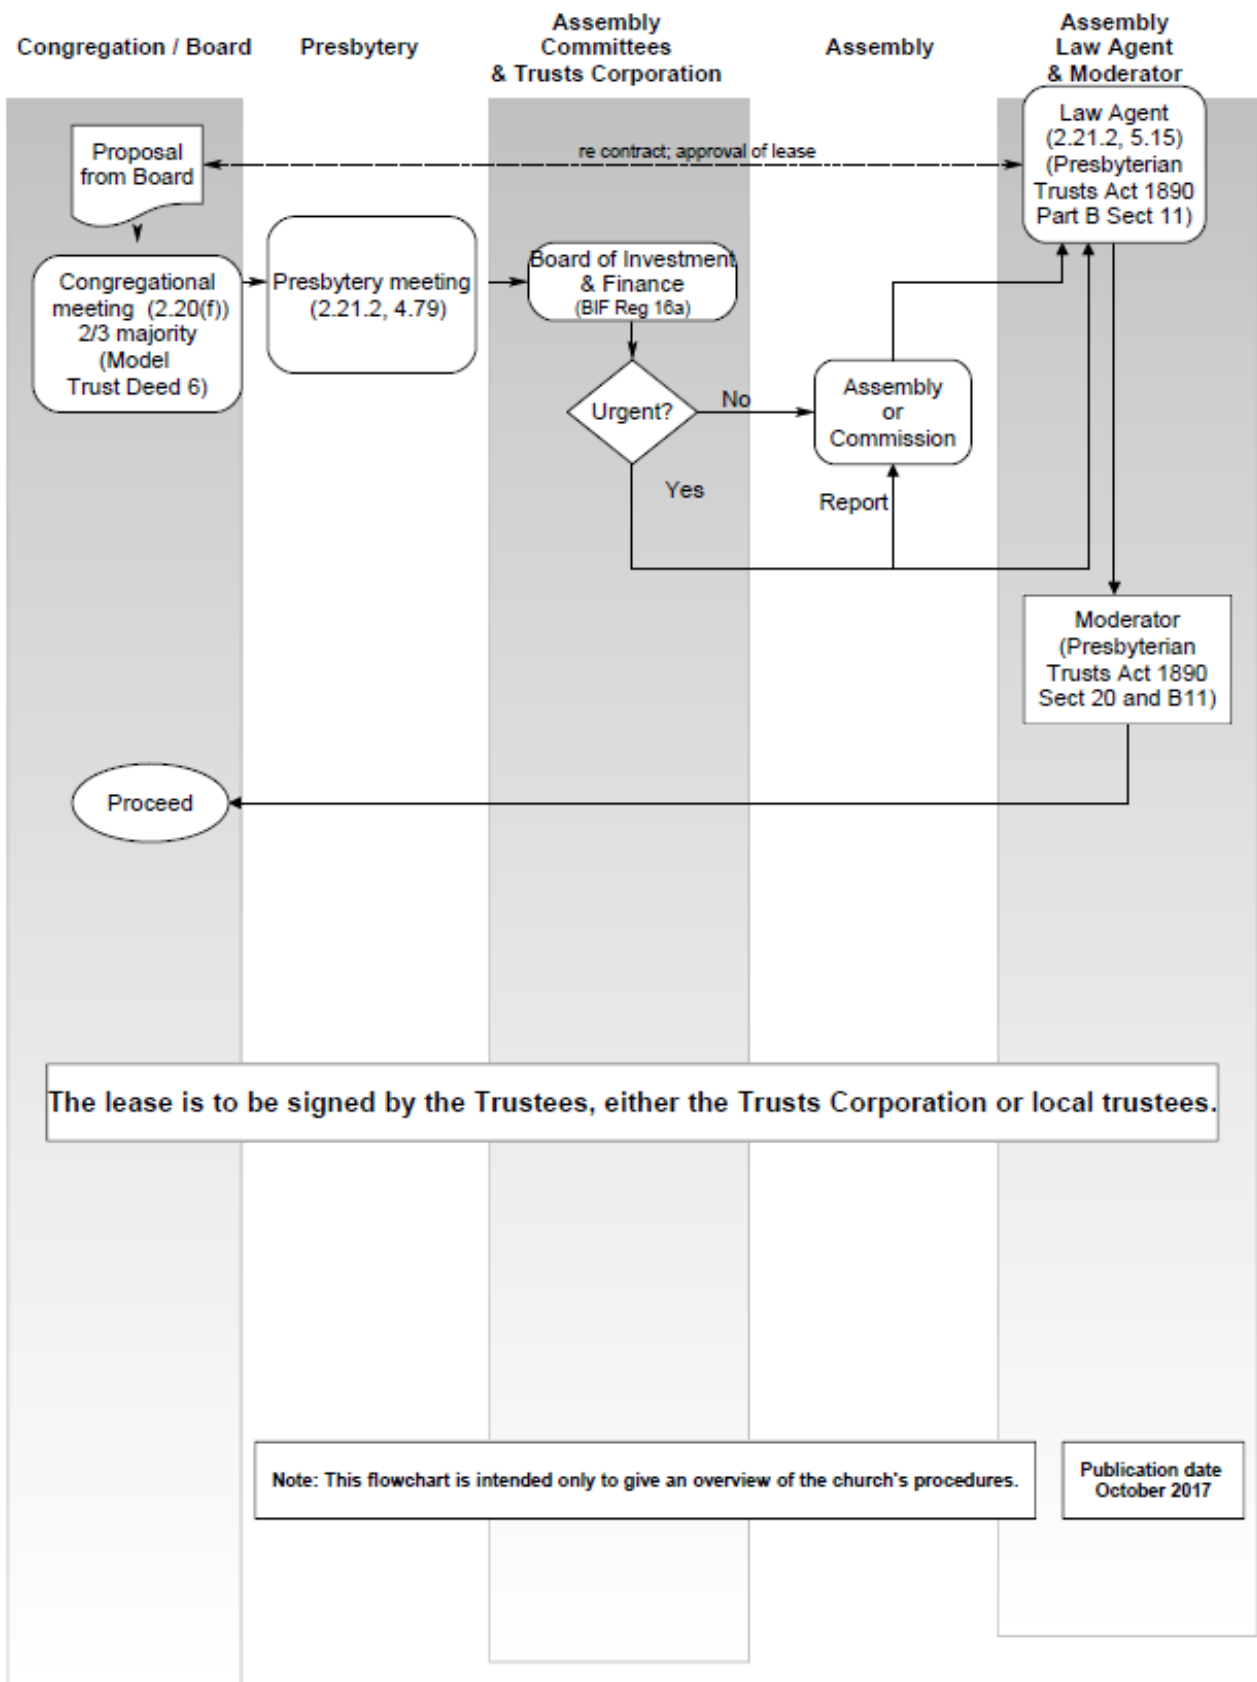 Congregation / Board
Presbytery
Assembly
Committees
& Trusts Corporation
Assembly
Assembly
Law Agent
& Moderator
Proposal
from Board
re contract; approval of lease
Law Agent
(2.21.2, 5.15)
(Presbyterian
Trusts Act 1890
Part B Sect 11)
Congregational
meeting (2.20(f))
2/3 majority
(Model
Trust Deed 6)
Presbytery meeting
(2.21.2, 4.79)
Board of Investment
& Finance
(BIF Reg 16a)
Urgent?
No
Yes
Assembly
or
Commission
Report
Moderator
(Presbyterian
Trusts Act 1890
Sect 20 and B11)
Proceed
The lease is to be signed by the Trustees, either the Trusts Corporation or local trustees.
Note: This flowchart is intended only to give an overview of the church's procedures.
Publication date
October 2017